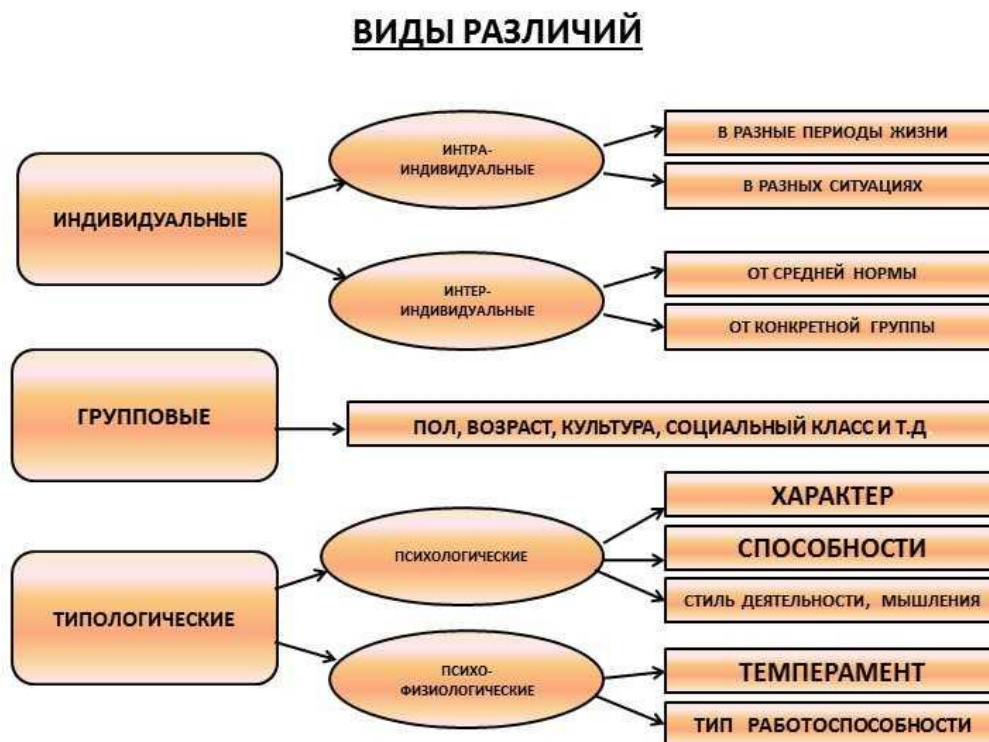 ВИДЫ РАЗЛИЧИЙ
ИНДИВИДУАЛЬНЫЕ
ИНТРА-
ИНДИВИДУАЛЬНЫЕ
В РАЗНЫЕ ПЕРИОДЫ ЖИЗНИ
В РАЗНЫХ СИТУАЦИЯХ
ИНТЕР-
ИНДИВИДУАЛЬНЫЕ
ОТ СРЕДНЕЙ НОРМЫ
ОТ КОНКРЕТНОЙ ГРУППЫ
ГРУППОВЫЕ
ПОЛ, ВОЗРАСТ, КУЛЬТУРА, СОЦИАЛЬНЫЙ КЛАСС И Т.Д
ТИПОЛОГИЧЕСКИЕ
ПСИХОЛОГИЧЕСКИЕ
ХАРАКТЕР
СПОСОБНОСТИ
СТИЛЬ ДЕЯТЕЛЬНОСТИ, МЫШЛЕНИЯ
ПСИХО-
ФИЗИОЛОГИЧЕСКИЕ
ТЕМПЕРАМЕНТ
ТИП РАБОТОСПОСОБНОСТИ